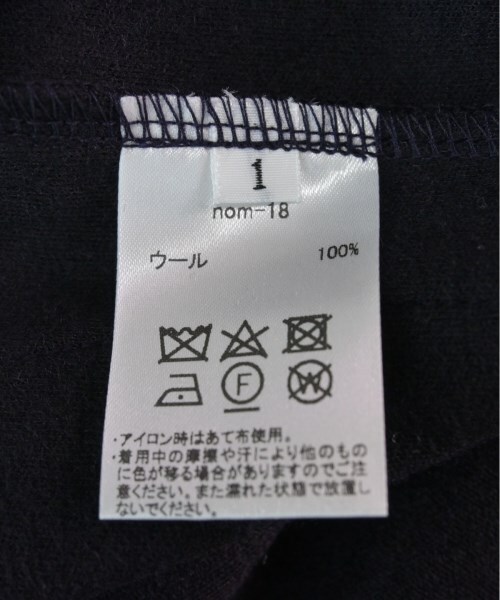 1
nom-18
ウール 100%
F W
・アイロン時はあて布使用。
・着用中の摩擦や汗により他のもの
に色が移る場合がありますのでご注
意ください。また濡れた状態で放置し
ないでください。